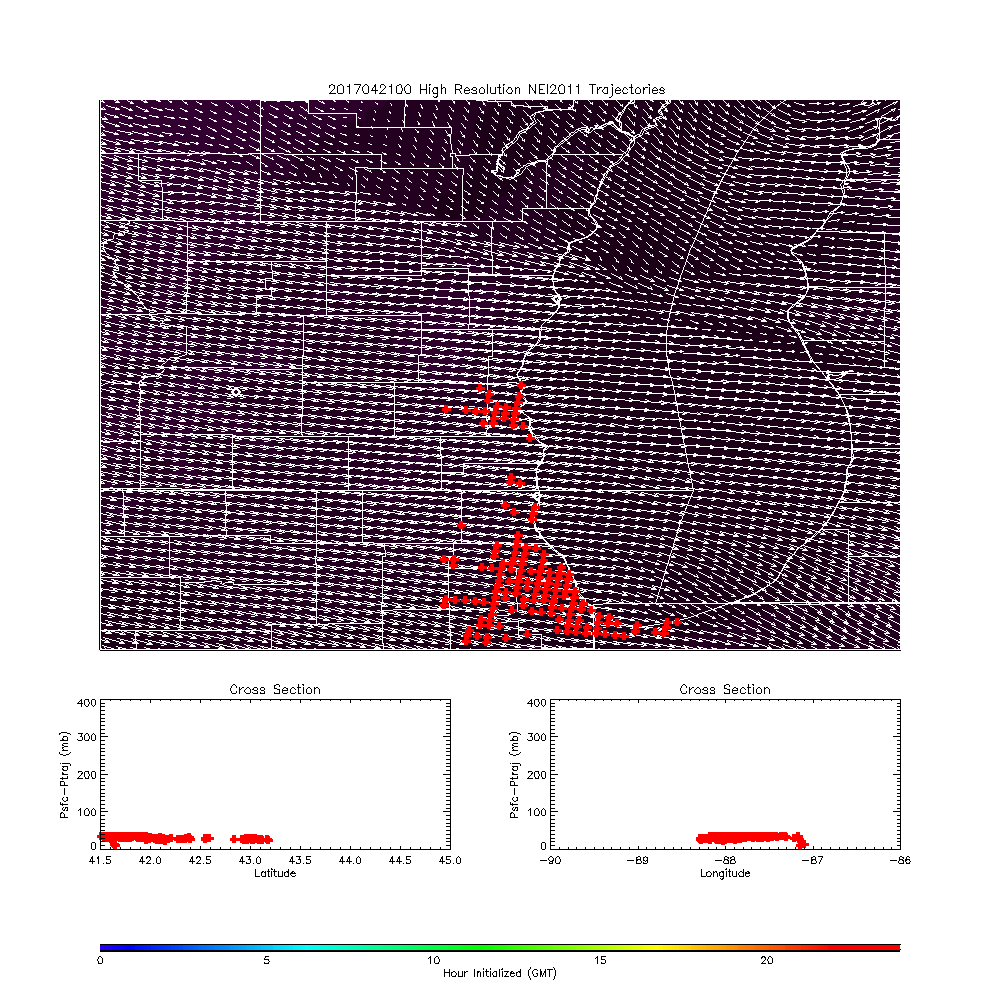 2017042100 High Resolution NEI2011 Trajectories
Cross Section
Cross Section
Psfc-Ptraj (mb)
400
300
200
100
0
41.5 42.0 42.5 43.0 43.5 44.0 44.5 45.0
Latitude
Psfc-Ptraj (mb)
400
300
200
100
0
-90 -89 -88 -87 -86
Longitude
0 5 10 15 20
Hour Initialized (GMT)